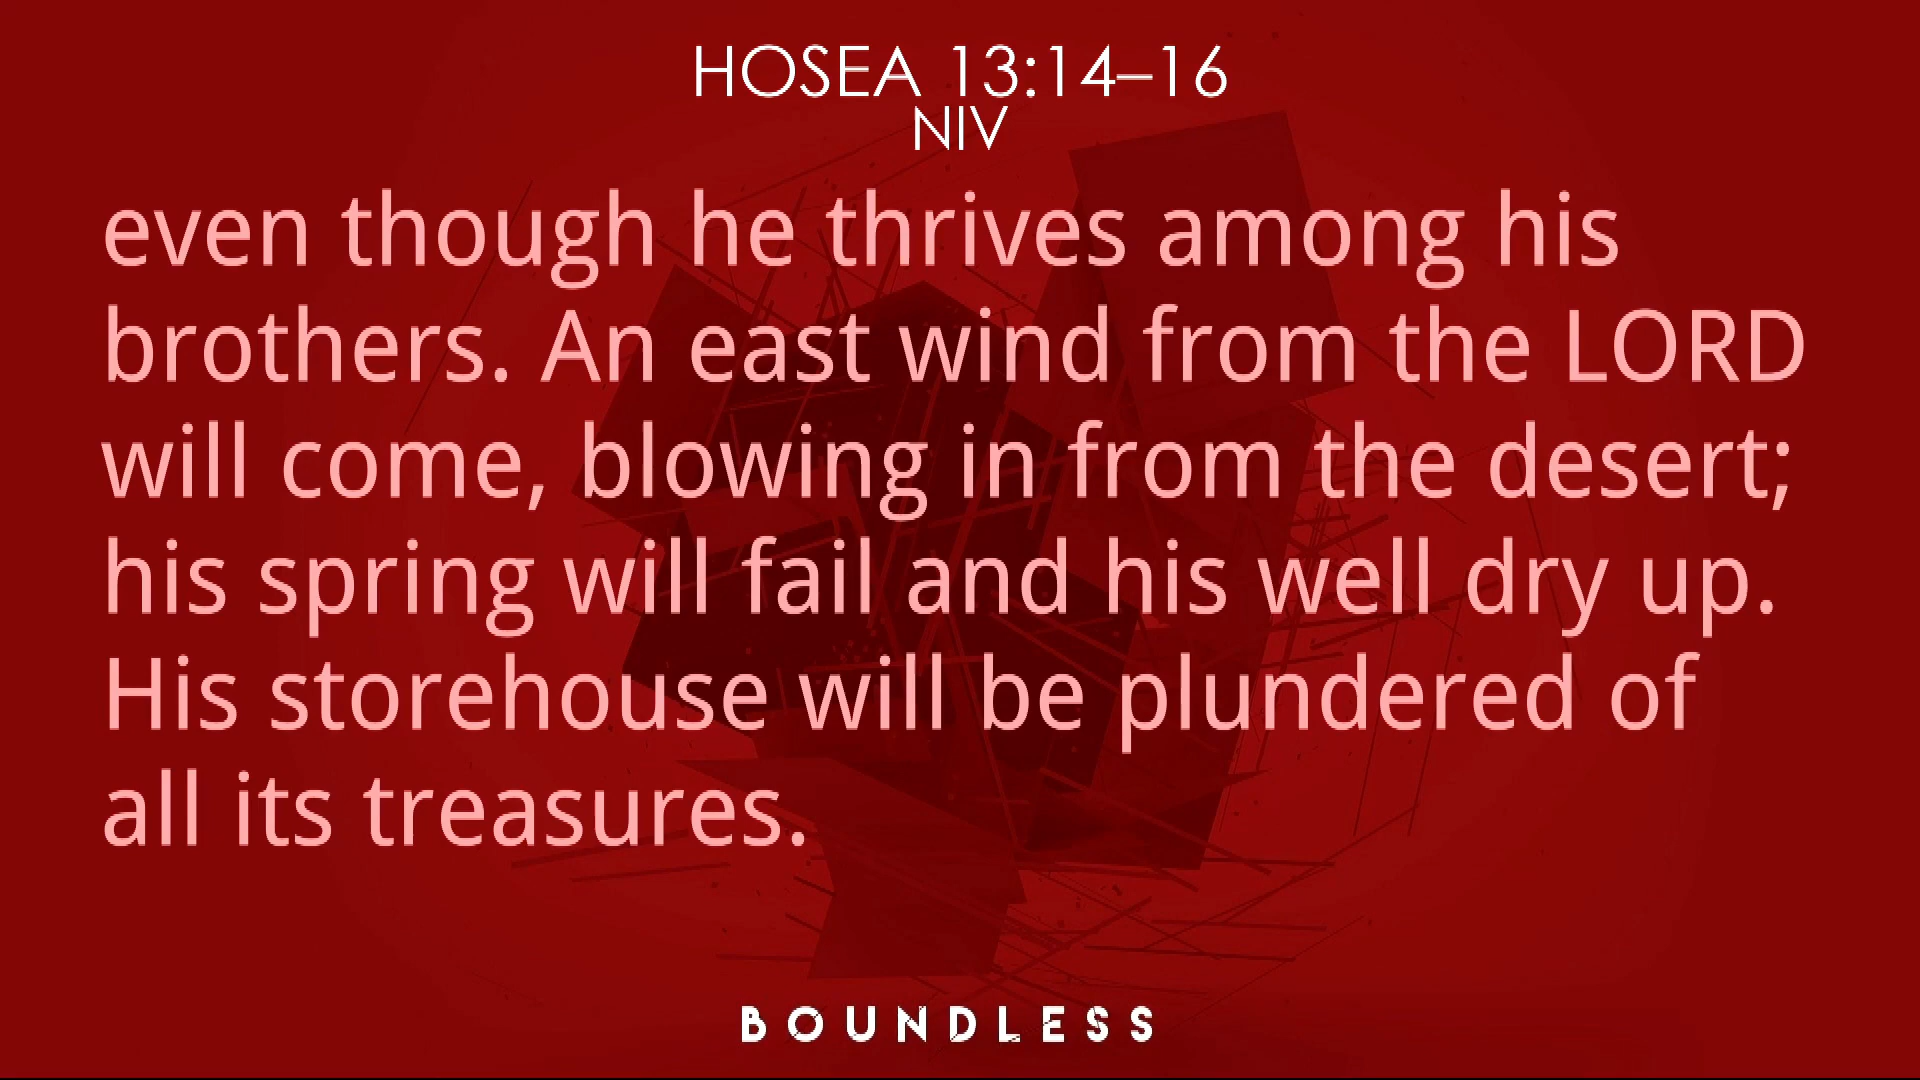 HOSEA 13:14–16
NIV
even though he thrives among his
brothers. An east wind from the LORD
will come, blowing in from the desert;
his spring will fail and his well dry up.
His storehouse will be plundered of
all its treasures.
BOUNDLESS